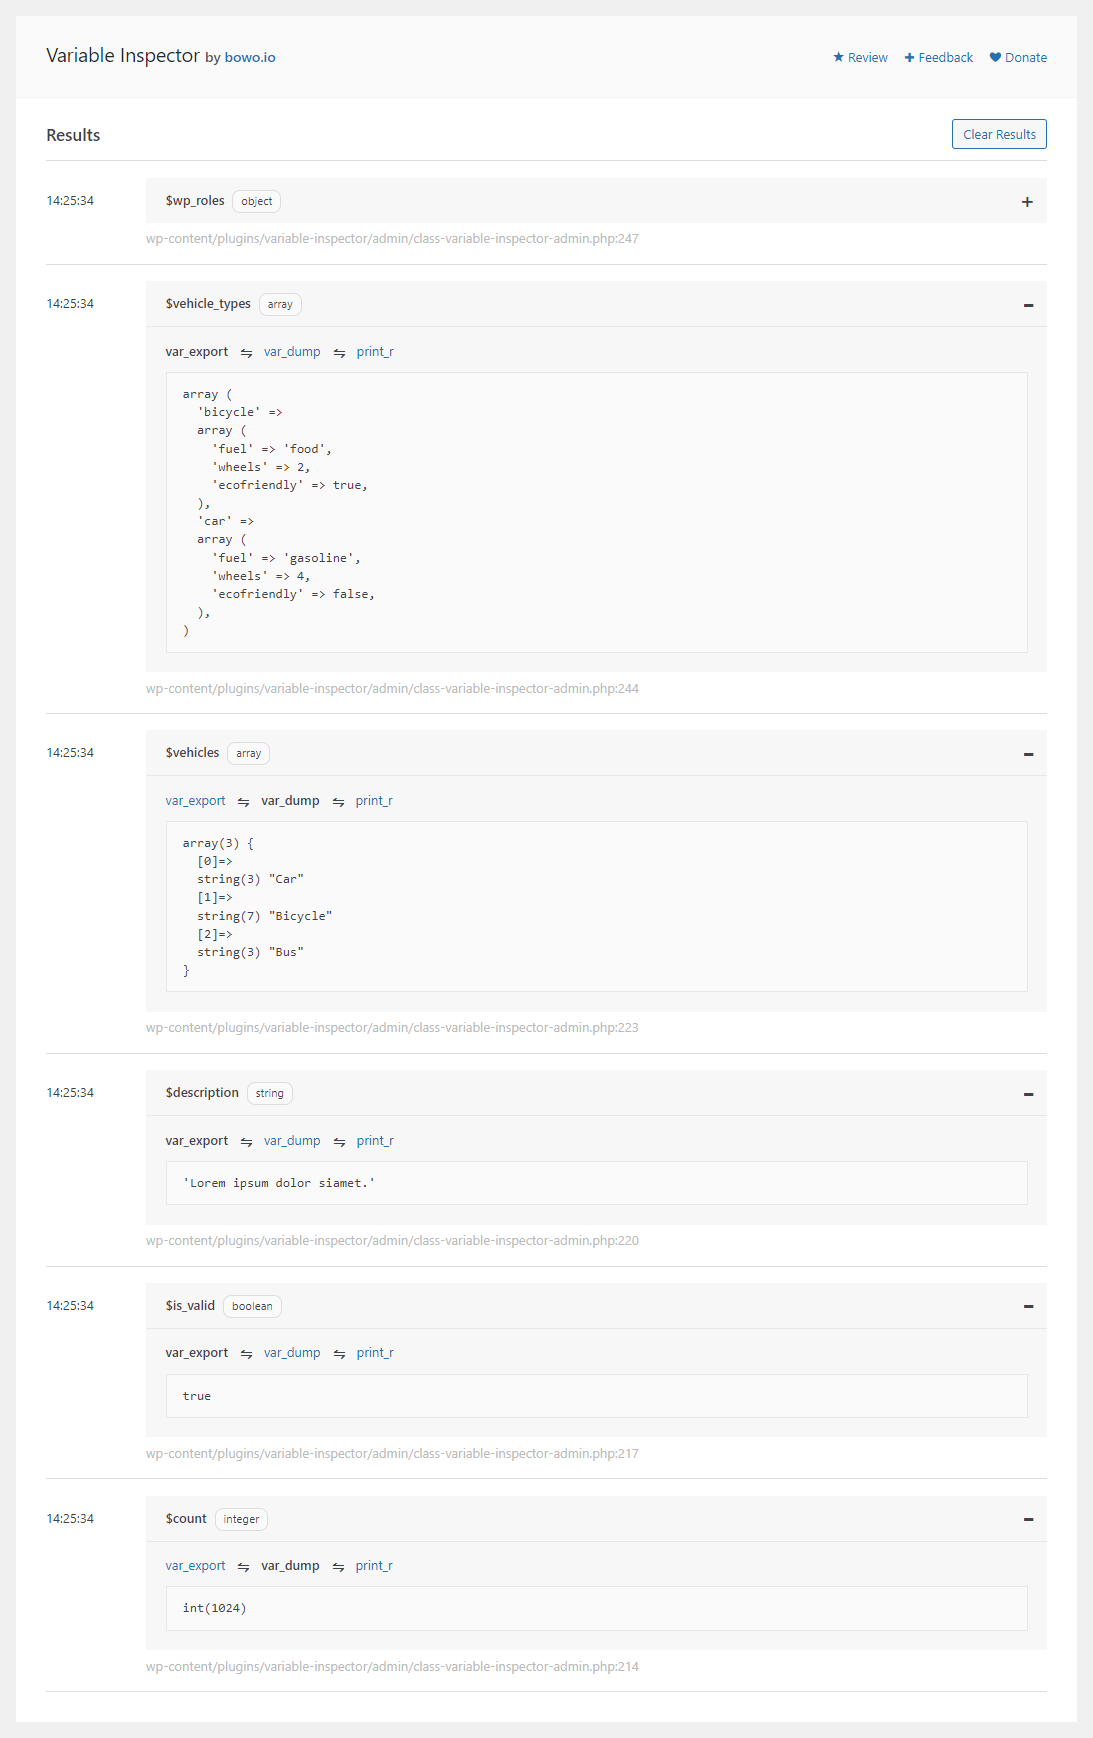 Variable Inspector by bowo.io
Review Feedback Donate
Results
Clear Results
14:25:34
$wp_roles object
+
wp-content/plugins/variable-inspector/admin/class-variable-inspector-admin.php:247
14:25:34
$vehicle_types array
−
var_export ⇋ var_dump ⇋ print_r
array (
  'bicycle' =>
  array (
    'fuel' => 'food',
    'wheels' => 2,
    'ecofriendly' => true,
  ),
  'car' =>
  array (
    'fuel' => 'gasoline',
    'wheels' => 4,
    'ecofriendly' => false,
  ),
)
wp-content/plugins/variable-inspector/admin/class-variable-inspector-admin.php:244
14:25:34
$vehicles array
−
var_export ⇋ var_dump ⇋ print_r
array(3) {
  [0]=>
  string(3) "Car"
  [1]=>
  string(7) "Bicycle"
  [2]=>
  string(3) "Bus"
}
wp-content/plugins/variable-inspector/admin/class-variable-inspector-admin.php:223
14:25:34
$description string
−
var_export ⇋ var_dump ⇋ print_r
'Lorem ipsum dolor siamet.'
wp-content/plugins/variable-inspector/admin/class-variable-inspector-admin.php:220
14:25:34
$is_valid boolean
−
var_export ⇋ var_dump ⇋ print_r
true
wp-content/plugins/variable-inspector/admin/class-variable-inspector-admin.php:217
14:25:34
$count integer
−
var_export ⇋ var_dump ⇋ print_r
int(1024)
wp-content/plugins/variable-inspector/admin/class-variable-inspector-admin.php:214